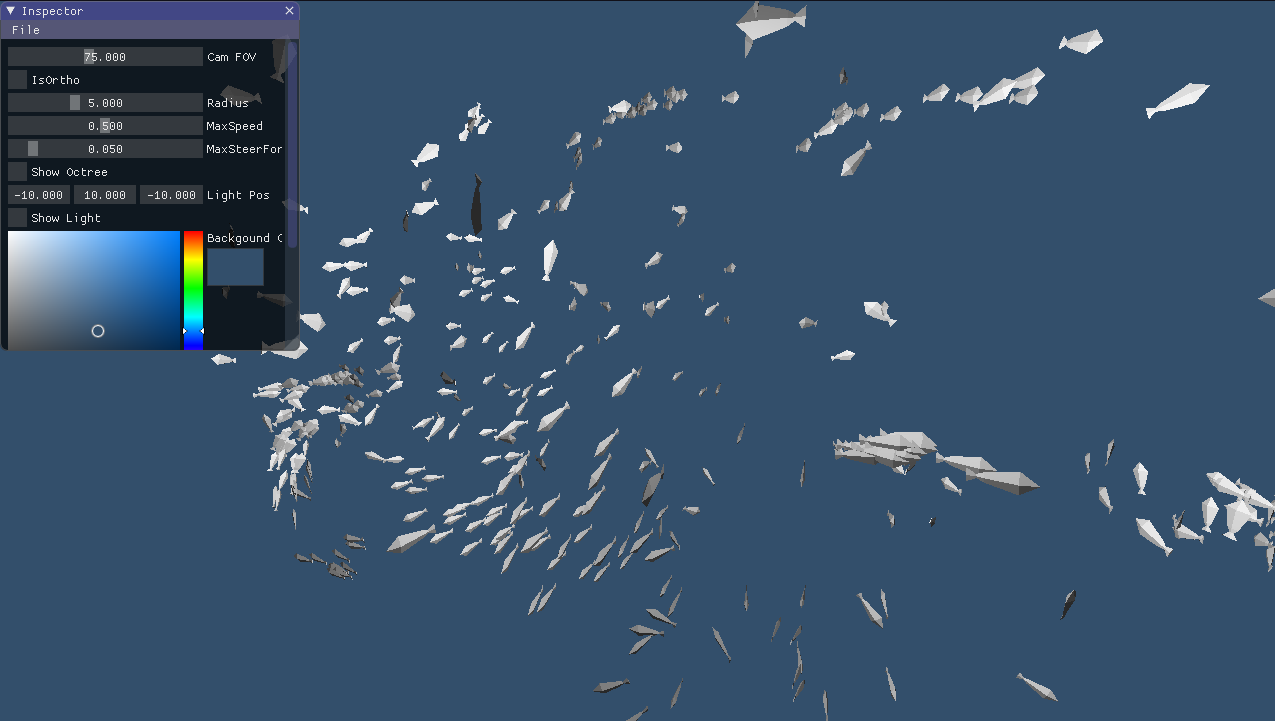 Inspector
File
75.000 Cam FOV
IsOrtho
5.000 Radius
0.500 MaxSpeed
0.050 MaxSteerFor
Show Octree
-10.000 10.000 -10.000 Light Pos
Show Light
Backgound C